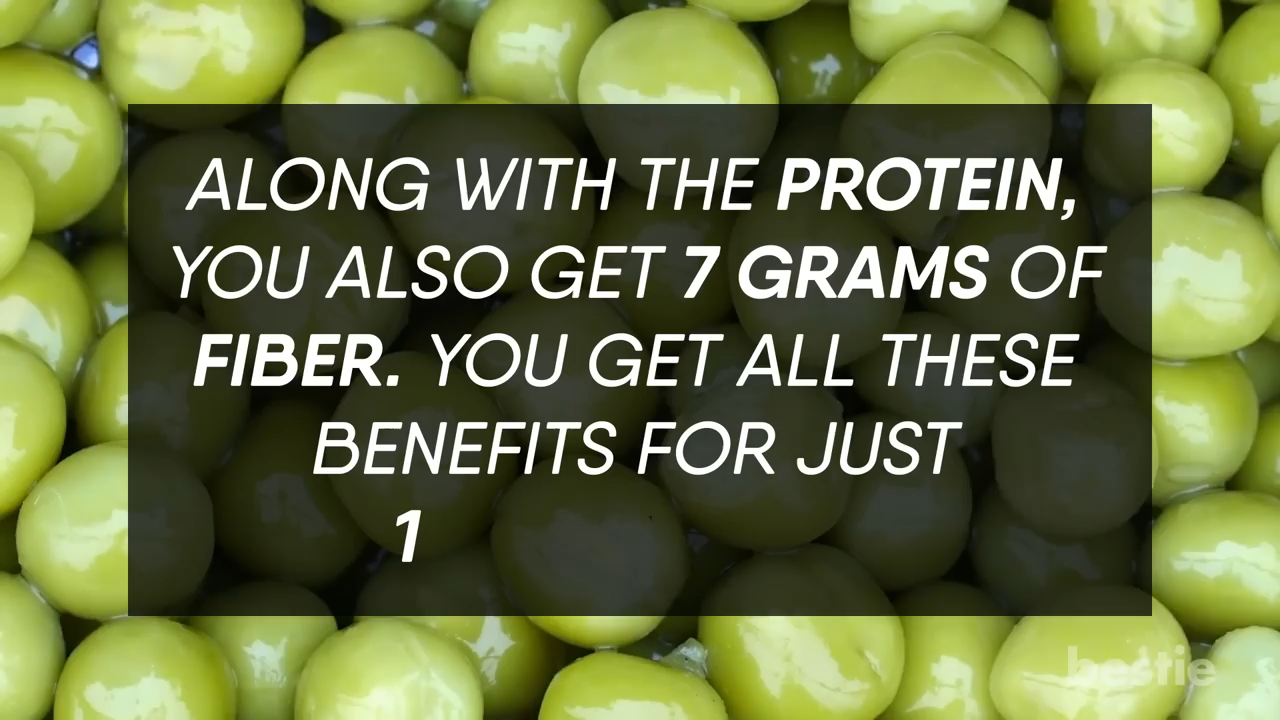 ALONG WITH THE PROTEIN,
YOU ALSO GET 7 GRAMS OF
FIBER. YOU GET ALL THESE
BENEFITS FOR JUST
1
bestie